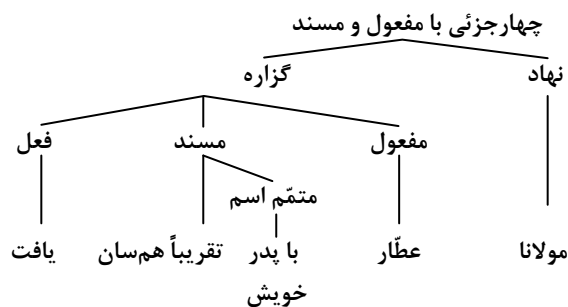 چهارجزئی با مفعول و مسند
نهاد گزاره
مفعول مسند فعل
متمّم اسم
مولانا عطّار با پدر تقریباً هم‌سان یافت
خویش